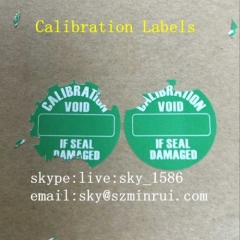 Calibration Labels
CALIBRATION
VOID
IF SEAL
DAMAGED
CALIBRATION
VOID
IF SEAL
DAMAGED
skype:live:sky_1586
email:sky@szminrui.com